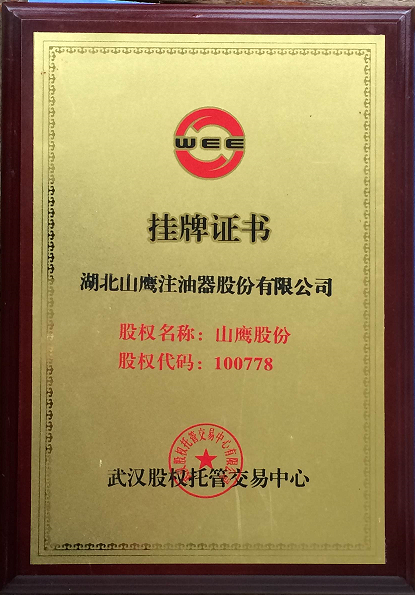 WEE
挂牌证书
湖北山鹰注油器股份有限公司
股权名称：山鹰股份
股权代码：100778
武汉股权托管交易中心